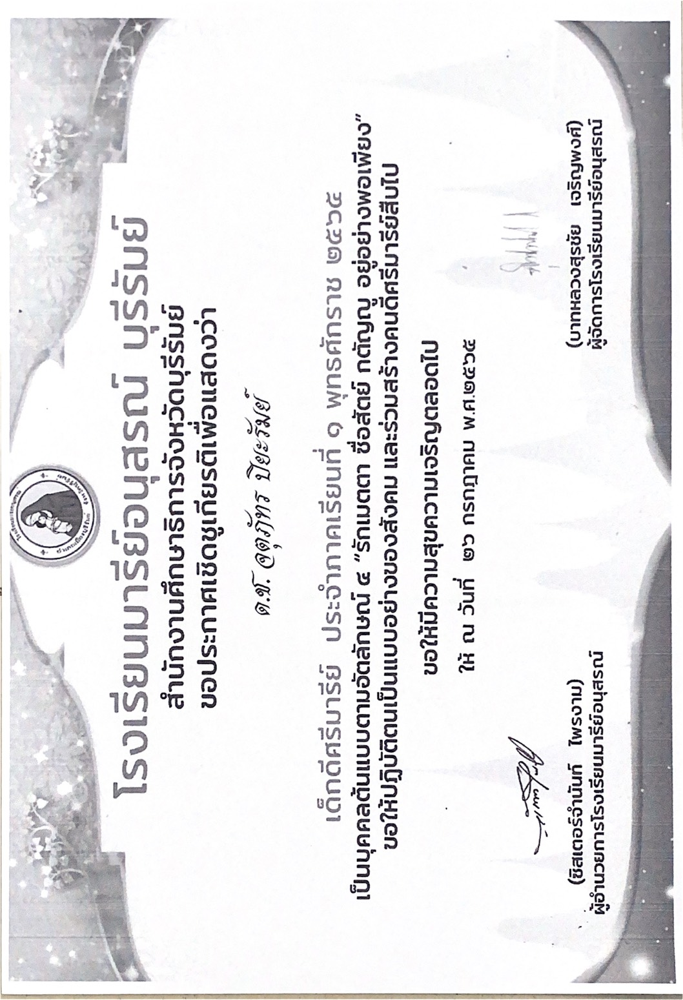 โรงเรียนมารีย์อนุสรณ์ บุรีรัมย์
สำนักงานศึกษาธิการจังหวัดบุรีรัมย์
ขอประกาศเชิดชูเกียรติเพื่อแสดงว่า
ด.ช. จตุภัทร ปิยะรัมย์
เด็กดีศรีมารีย์ ประจำภาคเรียนที่ ๑ พุทธศักราช ๒๕๖๕
เป็นบุคคลต้นแบบตามอัตลักษณ์ ๔ "รักเมตตา ซื่อสัตย์ กตัญญู อยู่อย่างพอเพียง"
ขอให้ปฏิบัติตนเป็นแบบอย่างของสังคม และร่วมสร้างคนดีศรีมารีย์สืบไป
ขอให้มีความสุขความเจริญตลอดไป
ให้ ณ วันที่ ๒๖ กรกฎาคม พ.ศ.๒๕๖๕
(ซิสเตอร์จำนันท์ ไพรงาม)
ผู้อำนวยการโรงเรียนมารีย์อนุสรณ์
(บาทหลวงสุรชัย เจริญพงศ์)
ผู้จัดการโรงเรียนมารีย์อนุสรณ์